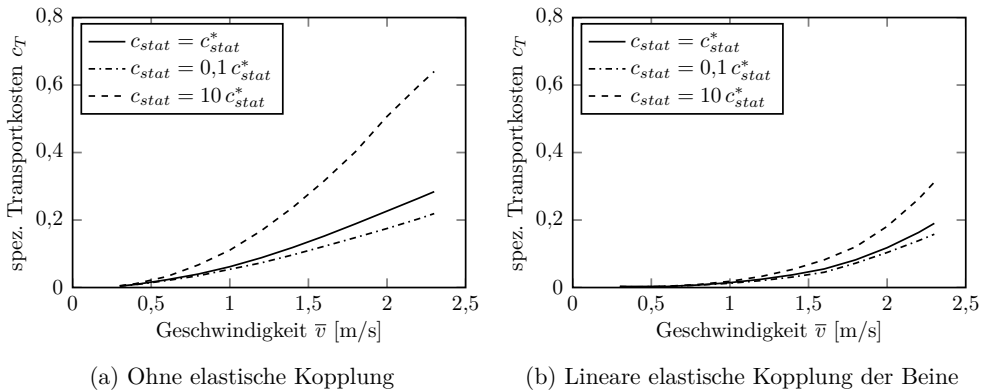 0,8
0,6
0,4
0,2
0
spez. Transportkosten c_T
c_stat = c*_stat
c_stat = 0,1 c*_stat
c_stat = 10 c*_stat
0 0,5 1 1,5 2 2,5
Geschwindigkeit v̅ [m/s]
(a) Ohne elastische Kopplung
0,8
0,6
0,4
0,2
0
spez. Transportkosten c_T
c_stat = c*_stat
c_stat = 0,1 c*_stat
c_stat = 10 c*_stat
0 0,5 1 1,5 2 2,5
Geschwindigkeit v̅ [m/s]
(b) Lineare elastische Kopplung der Beine